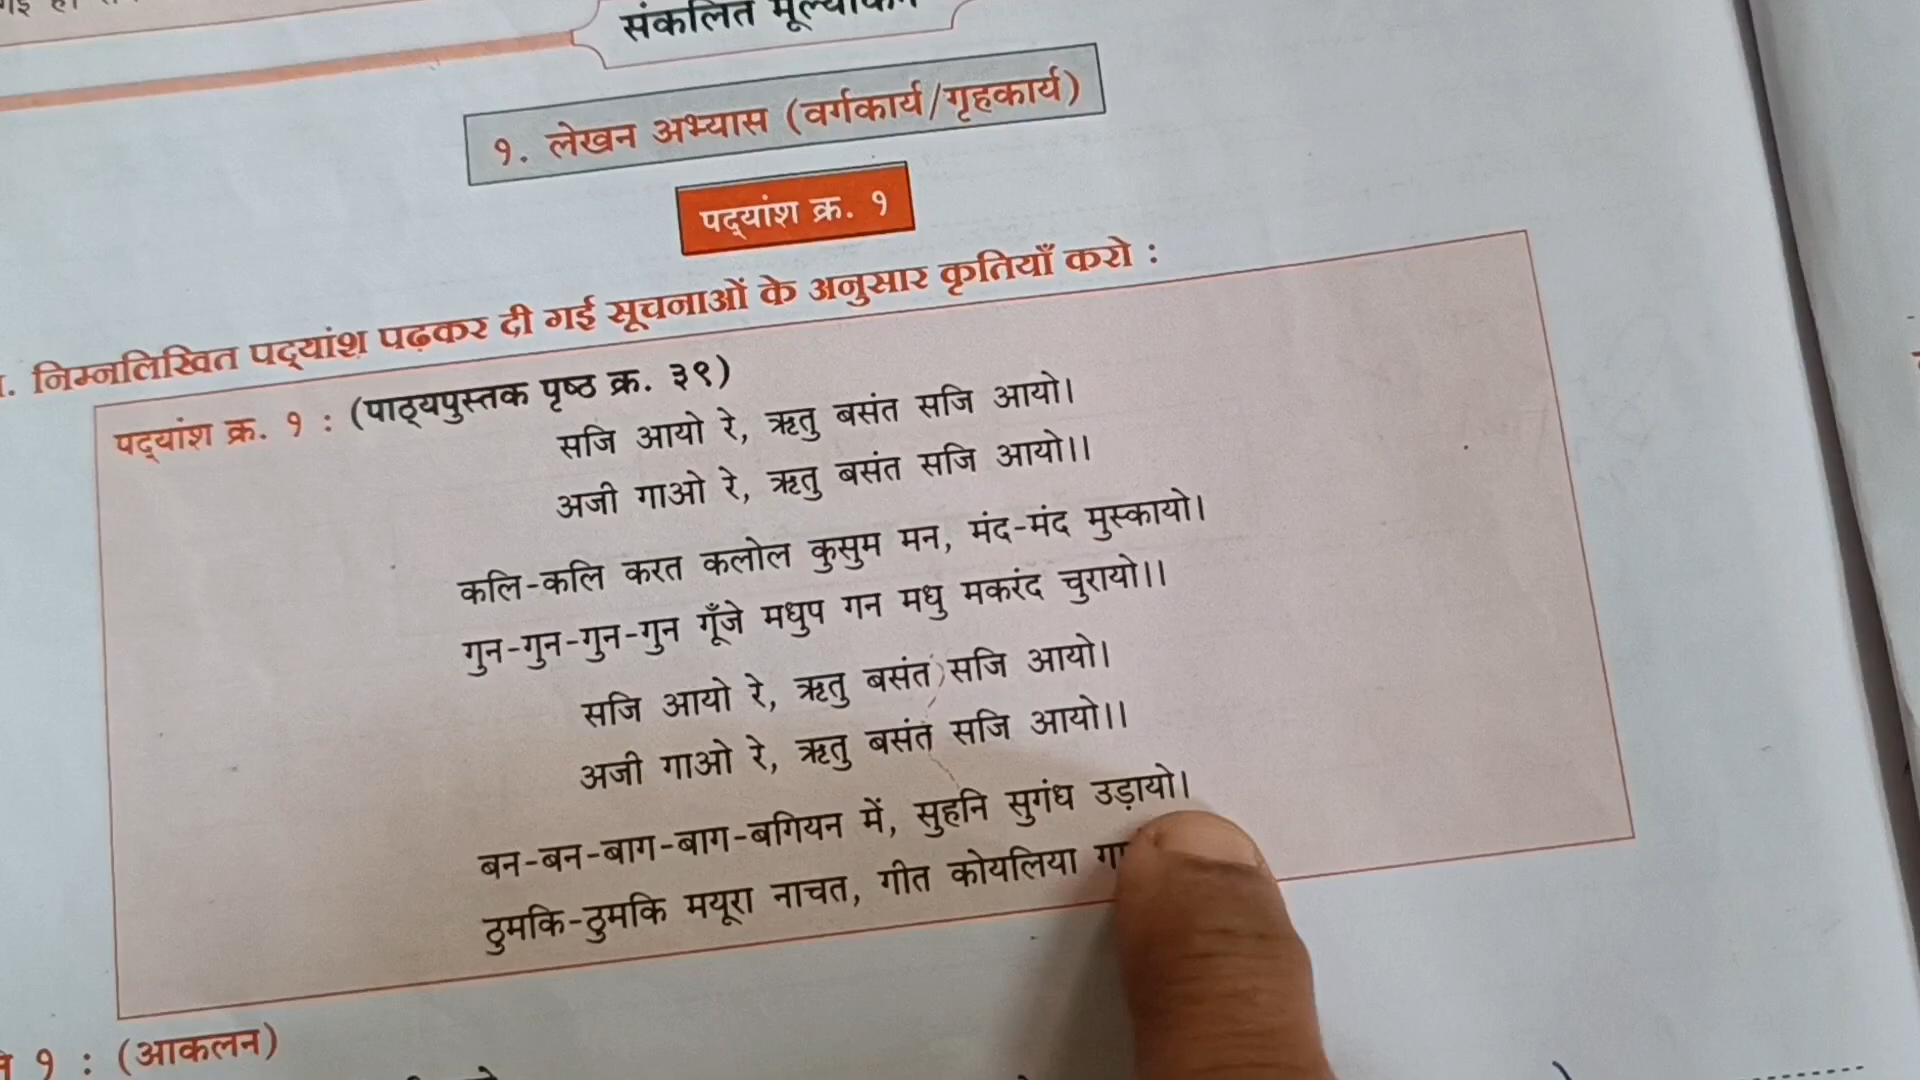 संकलित मूल्यांकन
१. लेखन अभ्यास (वर्गकार्य/गृहकार्य)
पद्यांश क्र. १
. निम्नलिखित पद्यांश पढ़कर दी गई सूचनाओं के अनुसार कृतियाँ करो :
पद्यांश क्र. १ : (पाठ्यपुस्तक पृष्ठ क्र. ३९)
सजि आयो रे, ऋतु बसंत सजि आयो।
अजी गाओ रे, ऋतु बसंत सजि आयो।।
कलि-कलि करत कलोल कुसुम मन, मंद-मंद मुस्कायो।
गुन-गुन-गुन-गुन गूँजे मधुप गन मधु मकरंद चुरायो।।
सजि आयो रे, ऋतु बसंत सजि आयो।
अजी गाओ रे, ऋतु बसंत सजि आयो।।
बन-बन-बाग-बाग-बगियन में, सुहनि सुगंध उड़ायो।
ठुमकि-ठुमकि मयूरा नाचत, गीत कोयलिया
१ : (आकलन)